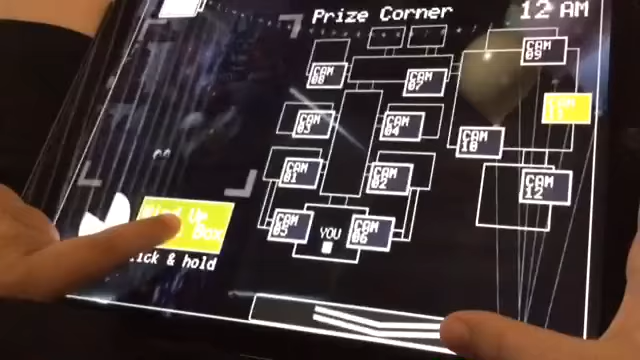 Prize Corner
12 AM
CAM 09
CAM 08
CAM 07
CAM 11
CAM 03
CAM 04
CAM 10
CAM 01
CAM 02
CAM 12
CAM 05
YOU
CAM 06
Wind Up
Box
click & hold